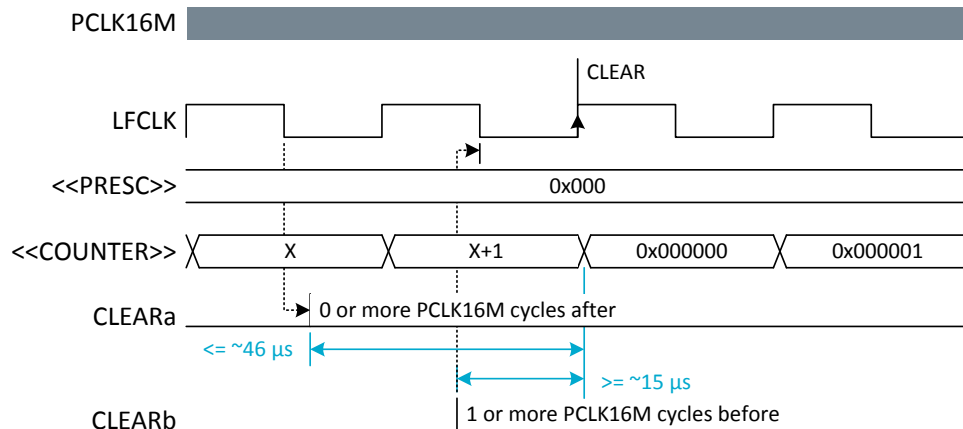 PCLK16M
CLEAR
LFCLK
<<PRESC>>
0x000
<<COUNTER>>
X
X+1
0x000000
0x000001
CLEARa
0 or more PCLK16M cycles after
<= ~46 µs
>= ~15 µs
CLEARb
1 or more PCLK16M cycles before